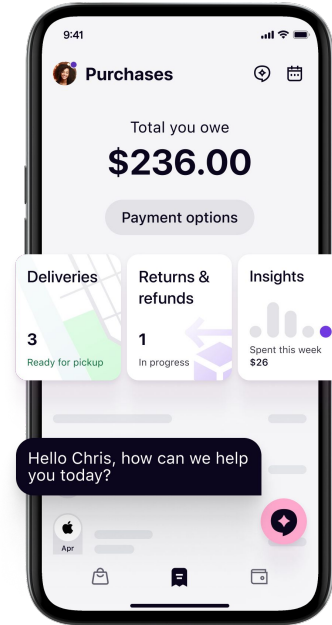 9:41
Purchases
Total you owe
$236.00
Payment options
Deliveries
3
Ready for pickup
Returns &
refunds
1
In progress
Insights
Spent this week
$26
Hello Chris, how can we help
you today?
Apr